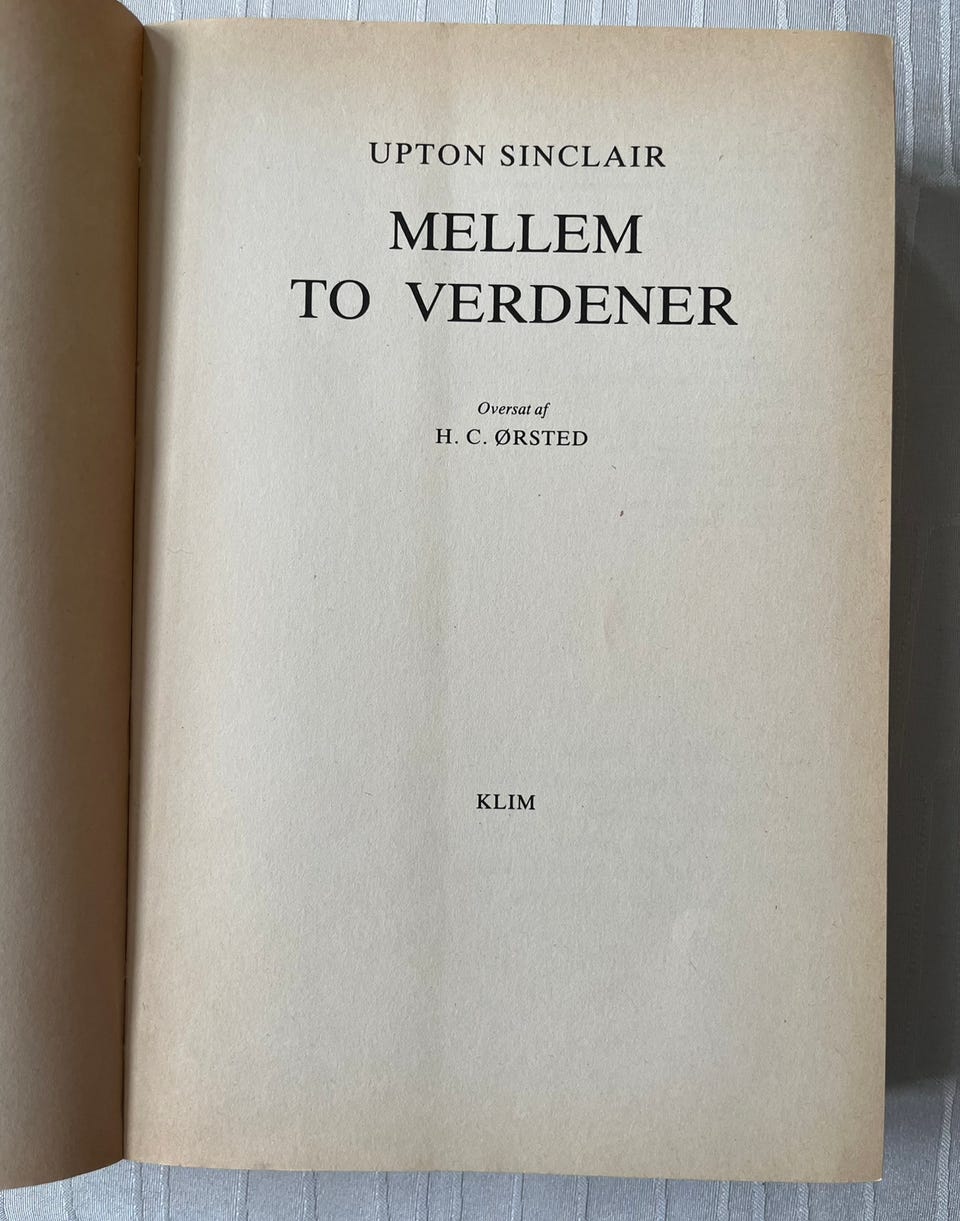 UPTON SINCLAIR
MELLEM
TO VERDENER
Oversat af
H. C. ØRSTED
KLIM